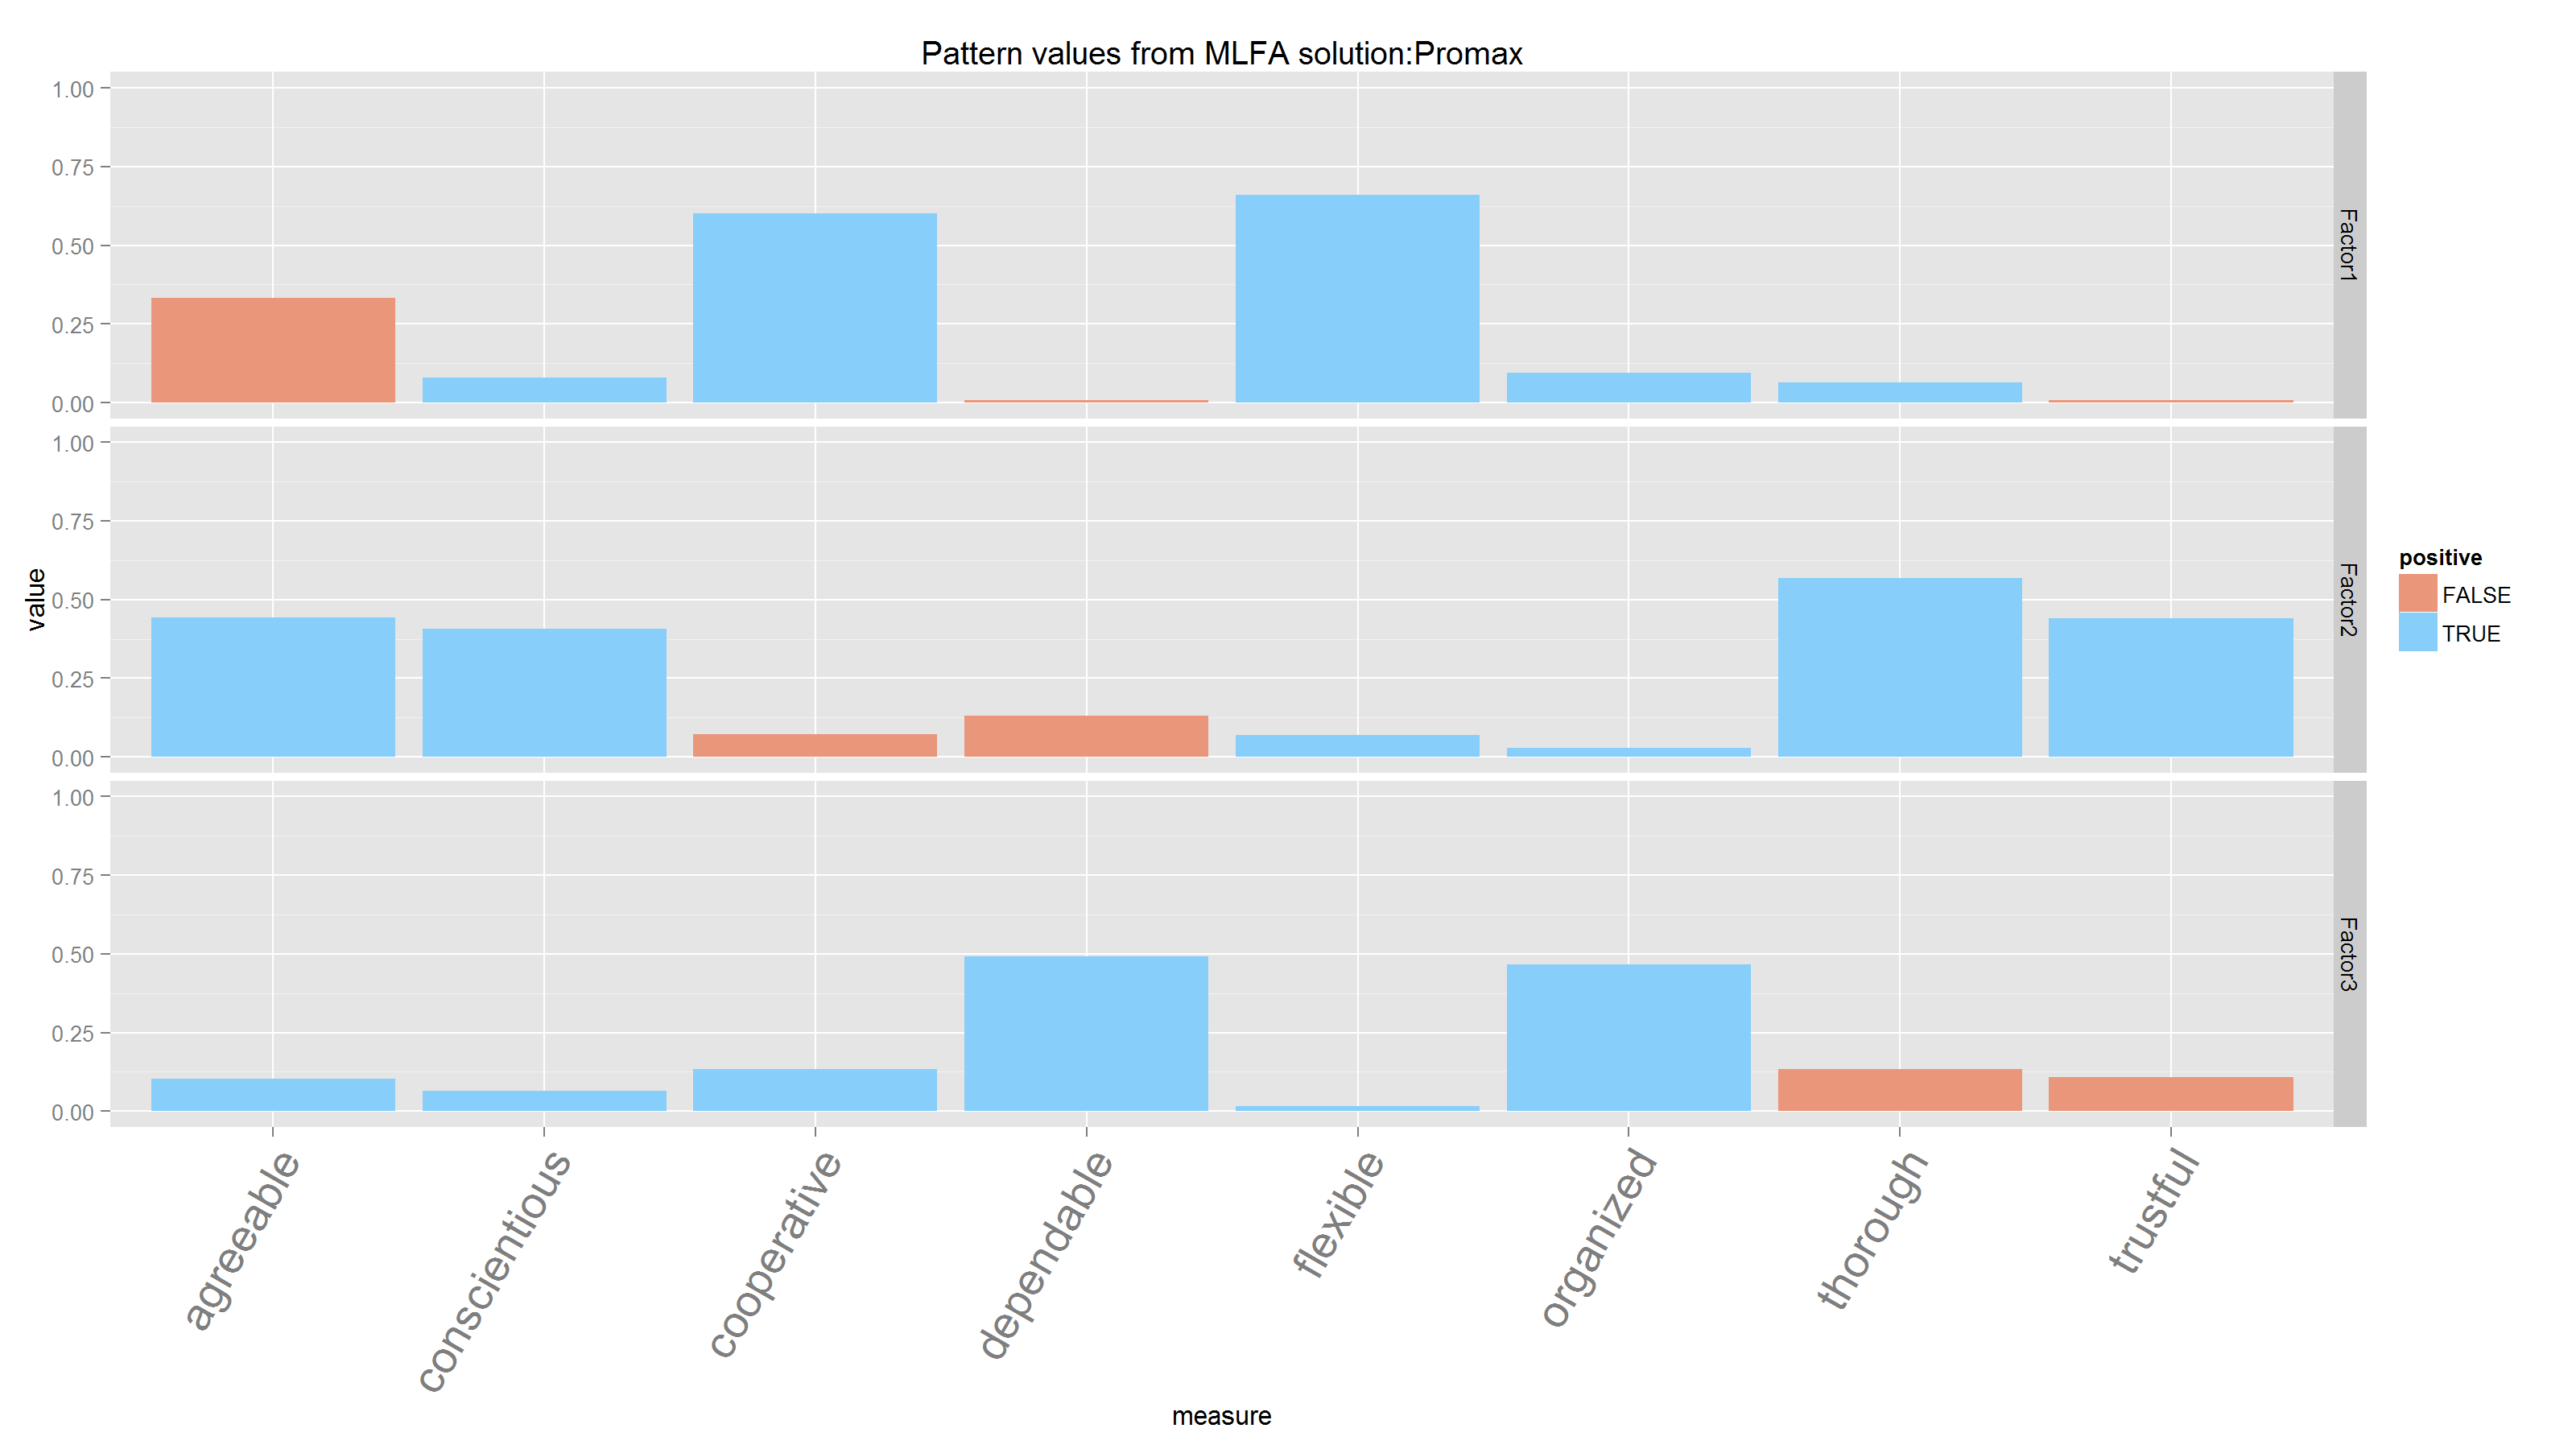 Pattern values from MLFA solution:Promax
1.00
0.75
0.50
0.25
0.00
Factor1
1.00
0.75
0.50
0.25
0.00
Factor2
1.00
0.75
0.50
0.25
0.00
Factor3
value
agreeable
conscientious
cooperative
dependable
flexible
organized
thorough
trustful
measure
positive
FALSE
TRUE